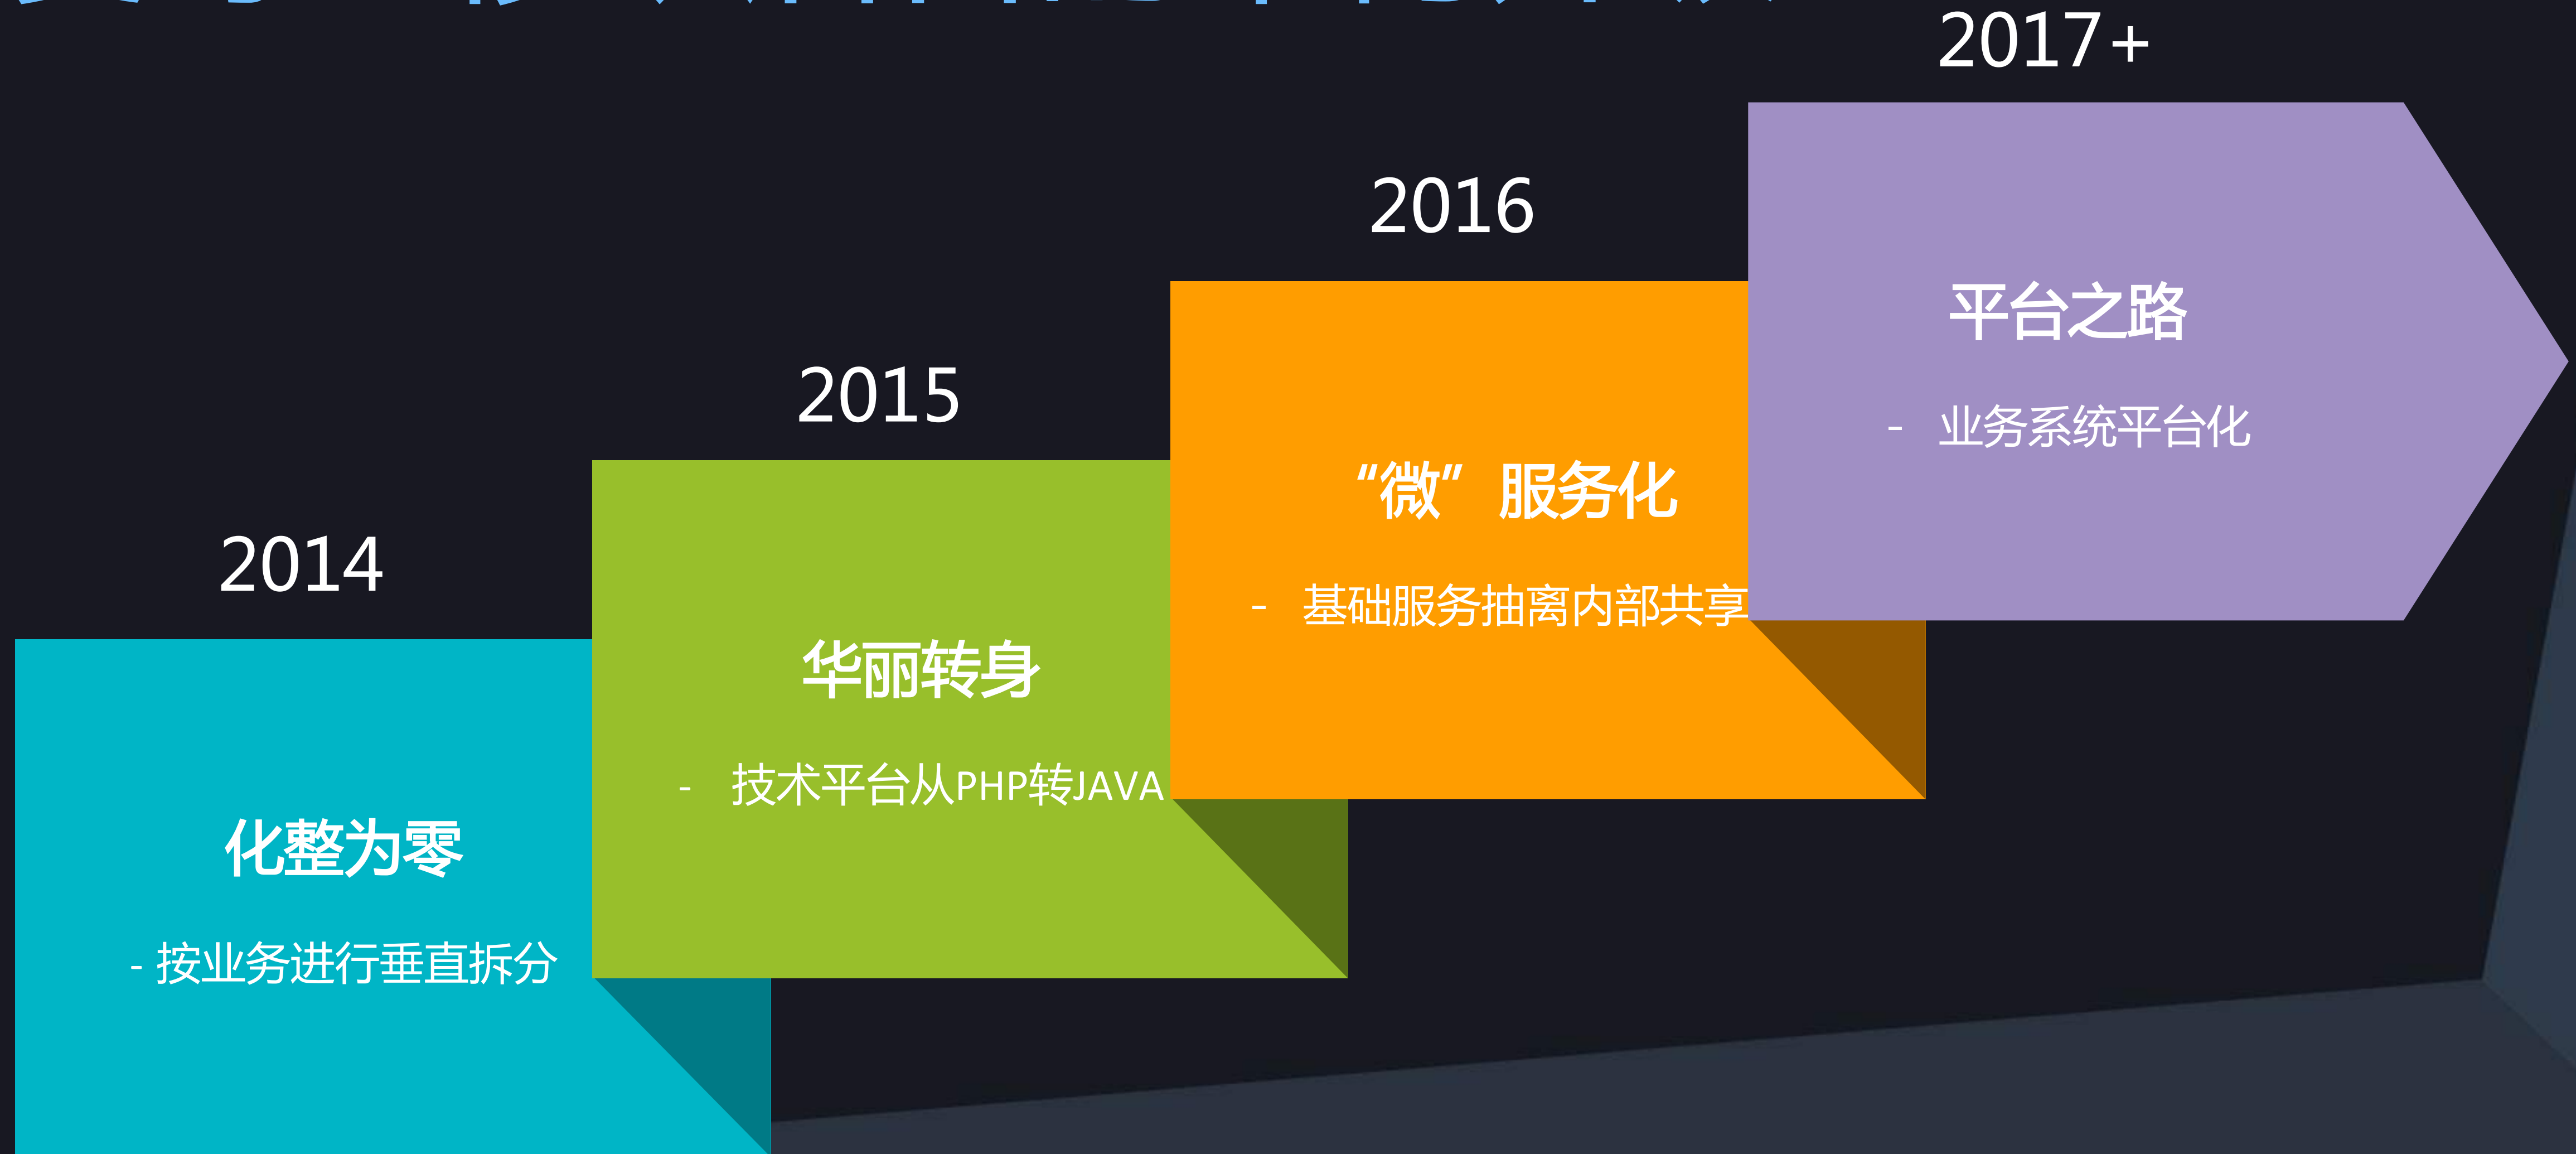 2014
化整为零
- 按业务进行垂直拆分
2015
华丽转身
- 技术平台从PHP转JAVA
2016
“微”服务化
- 基础服务抽离内部共享
2017+
平台之路
- 业务系统平台化